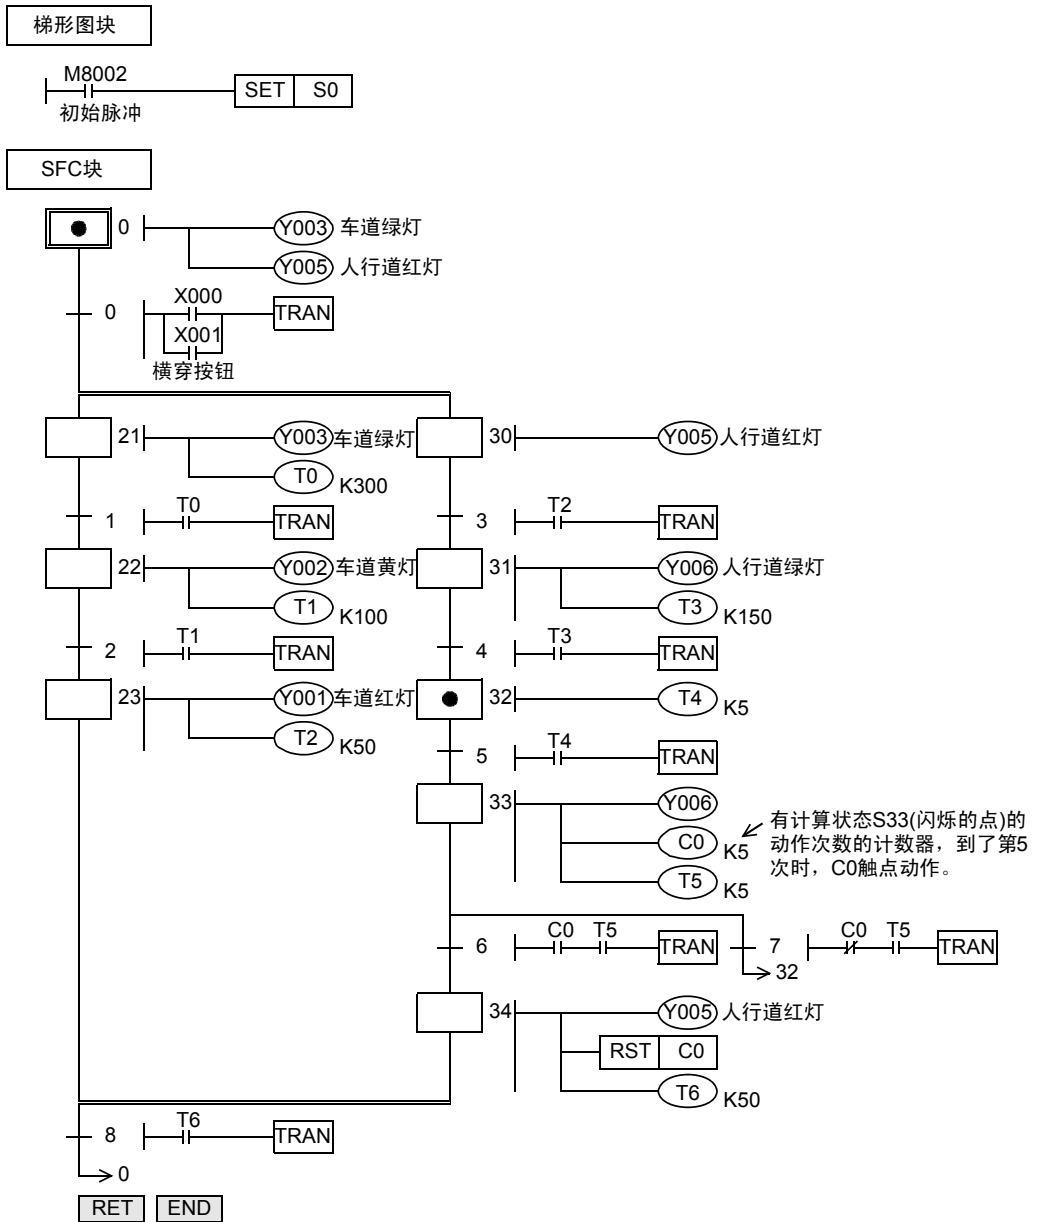 梯形图块
M8002
SET S0
初始脉冲
SFC块
0 Y003 车道绿灯
Y005 人行道红灯
0 X000 TRAN
X001
横穿按钮
21 Y003 车道绿灯 30 Y005 人行道红灯
T0 K300
1 T0 TRAN 3 T2 TRAN
22 Y002 车道黄灯 31 Y006 人行道绿灯
T1 K100 T3 K150
2 T1 TRAN 4 T3 TRAN
23 Y001 车道红灯 32 T4 K5
T2 K50
5 T4 TRAN
33 Y006
C0 K5
T5 K5
有计算状态S33(闪烁的点)的
动作次数的计数器，到了第5
次时，C0触点动作。
6 C0 T5 TRAN 7 C0 T5 TRAN
32
34 Y005 人行道红灯
RST C0
T6 K50
8 T6 TRAN
0
RET END